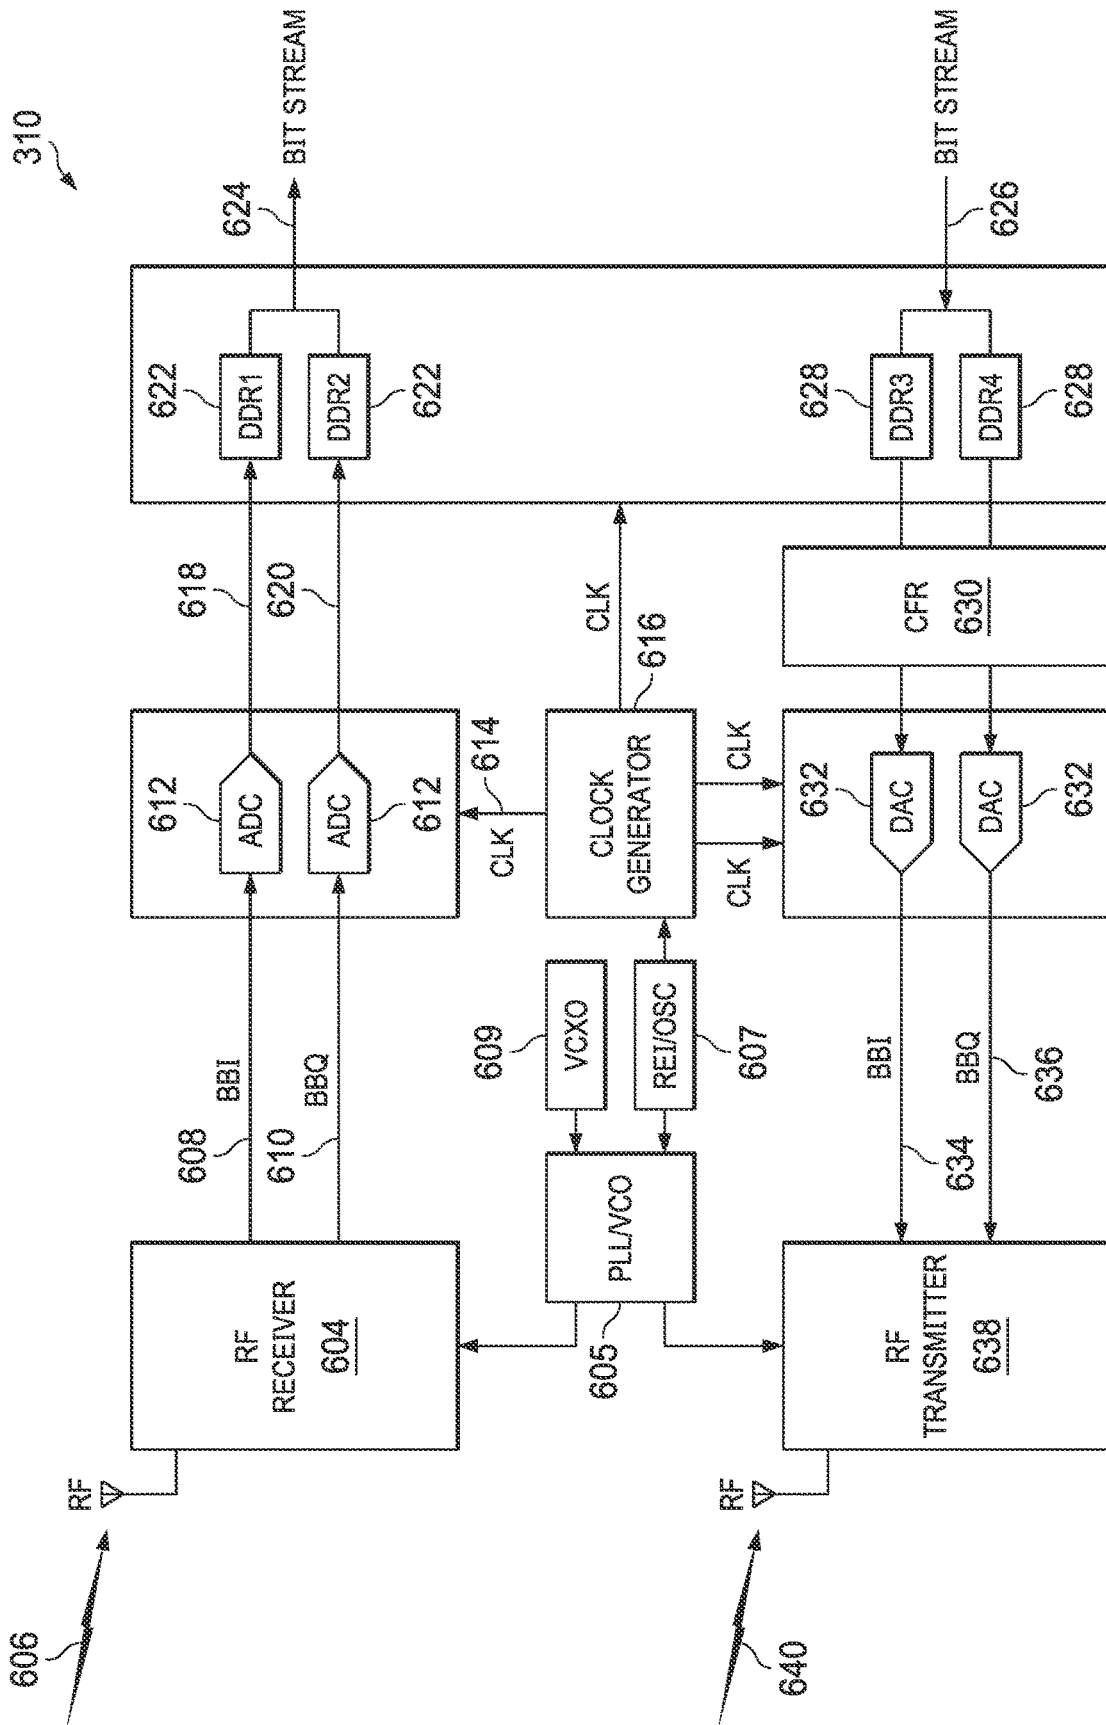 310
606
RF
RF
RECEIVER
604
608
BBI
610
BBQ
612
ADC
ADC
612
618
620
622
DDR1
DDR2
622
624
BIT STREAM
605
PLL/VCO
609
VCXO
REI/OSC
607
CLOCK
GENERATOR
616
CLK
614
CLK
CLK
CLK
640
RF
RF
TRANSMITTER
638
634
BBI
BBQ
636
632
DAC
DAC
632
CFR
630
628
DDR3
DDR4
628
626
BIT STREAM